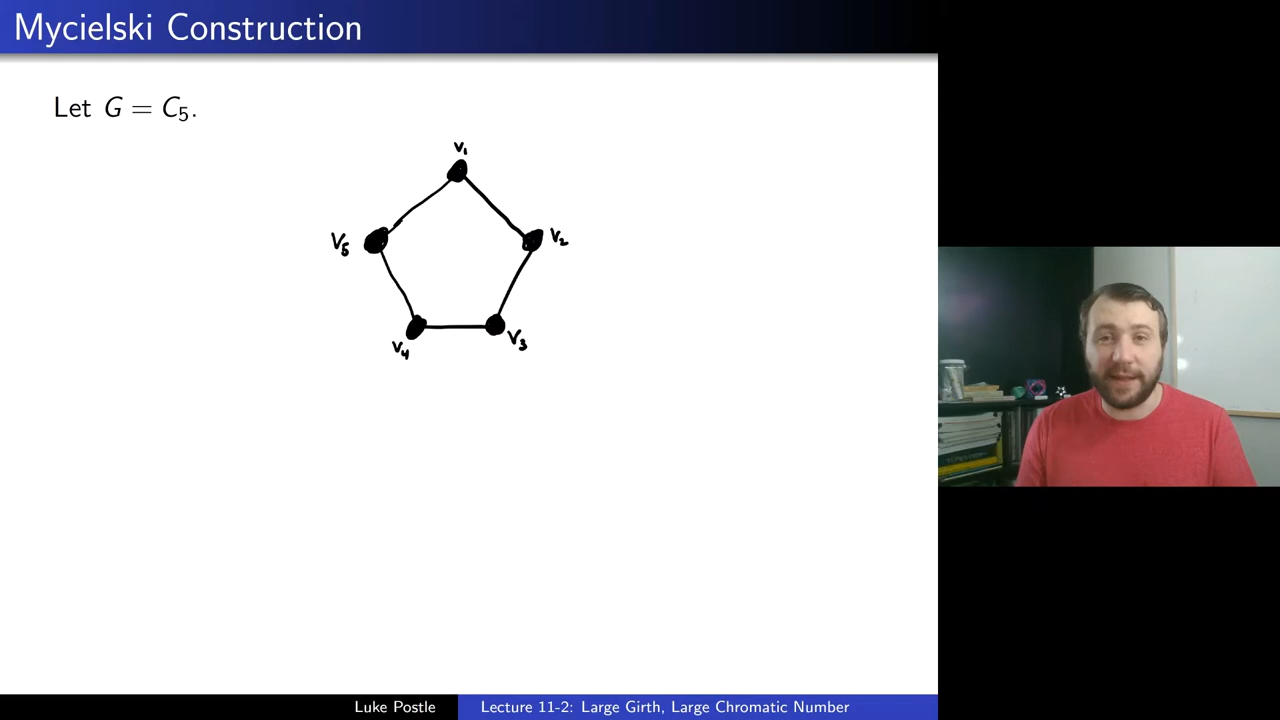 Mycielski Construction
Let G = C₅.
v₁
v₅
v₂
v₄
v₃
Luke Postle
Lecture 11-2: Large Girth, Large Chromatic Number